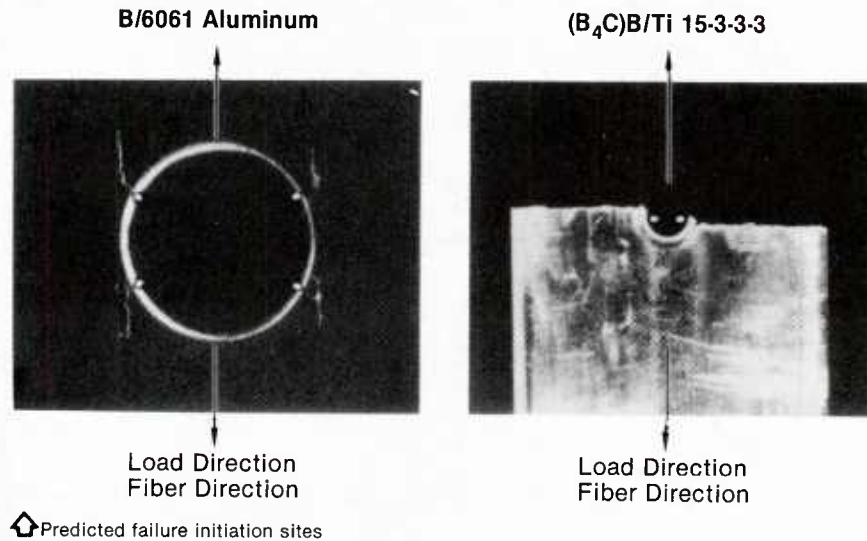 B/6061 Aluminum
(B₄C)B/Ti 15-3-3-3
Load Direction
Fiber Direction
Load Direction
Fiber Direction
Predicted failure initiation sites